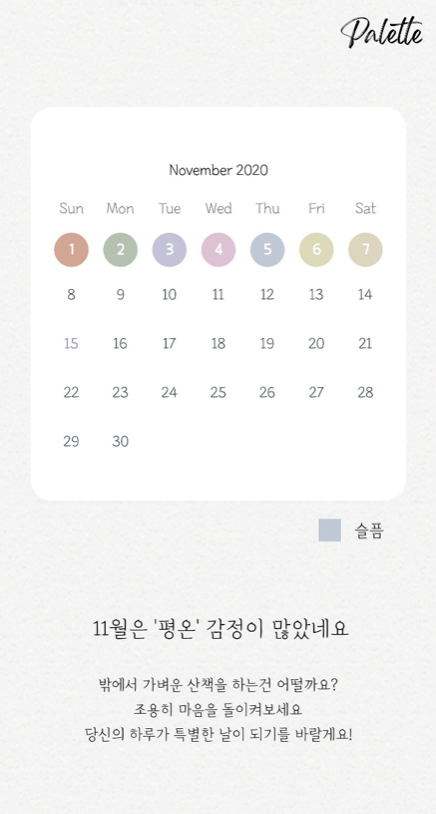 Palette
November 2020
Sun Mon Tue Wed Thu Fri Sat
1 2 3 4 5 6 7
8 9 10 11 12 13 14
15 16 17 18 19 20 21
22 23 24 25 26 27 28
29 30
슬픔
11월은 '평온' 감정이 많았네요
밖에서 가벼운 산책을 하는건 어떨까요?
조용히 마음을 돌이켜보세요
당신의 하루가 특별한 날이 되기를 바랄게요!